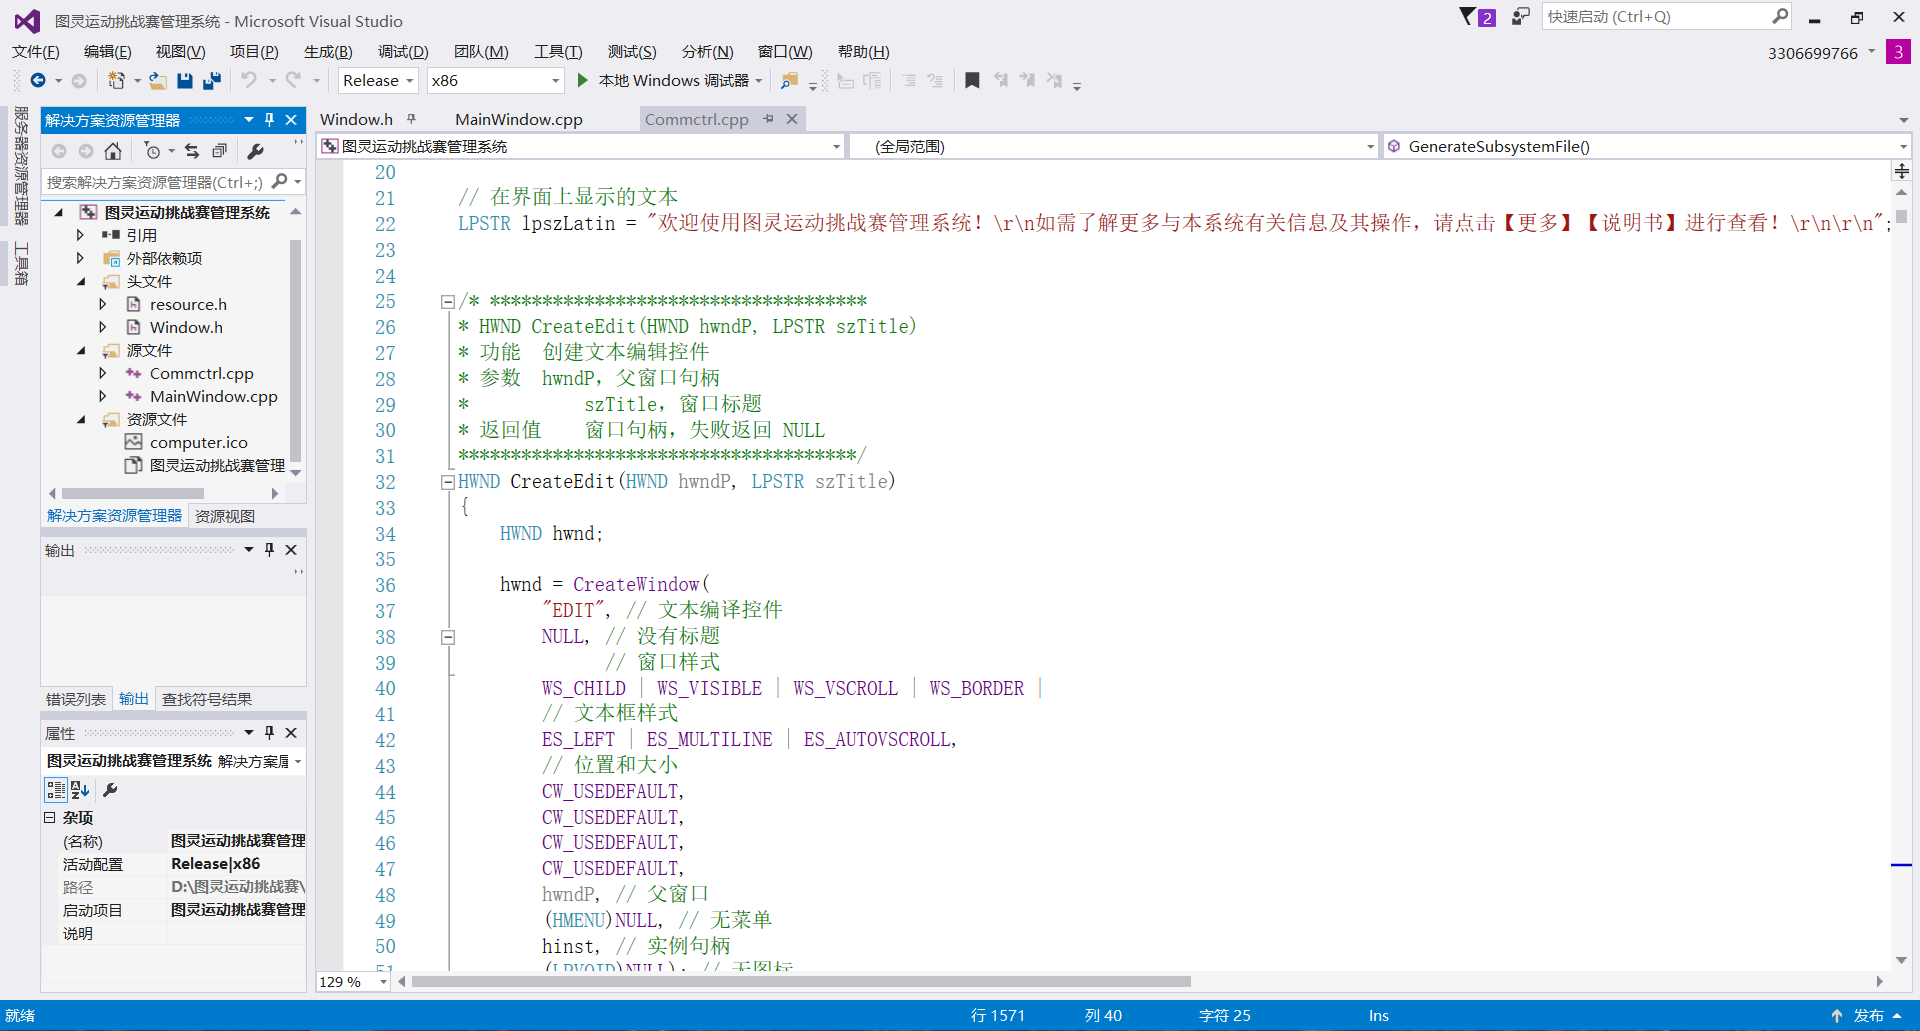 图灵运动挑战赛管理系统 - Microsoft Visual Studio
2
快速启动 (Ctrl+Q)
文件(F) 编辑(E) 视图(V) 项目(P) 生成(B) 调试(D) 团队(M) 工具(T) 测试(S) 分析(N) 窗口(W) 帮助(H)
3306699766
3
Release
x86
本地 Windows 调试器
服务器资源管理器
工具箱
解决方案资源管理器
搜索解决方案资源管理器(Ctrl+;)
图灵运动挑战赛管理系统
引用
外部依赖项
头文件
resource.h
Window.h
源文件
Commctrl.cpp
MainWindow.cpp
资源文件
computer.ico
图灵运动挑战赛管理
解决方案资源管理器 资源视图
输出
错误列表 输出 查找符号结果
属性
图灵运动挑战赛管理系统 解决方案属
杂项
(名称) 图灵运动挑战赛管理
活动配置 Release|x86
路径 D:\图灵运动挑战赛\
启动项目 图灵运动挑战赛管理
说明
Window.h MainWindow.cpp Commctrl.cpp
图灵运动挑战赛管理系统 (全局范围) GenerateSubsystemFile()
20
21 // 在界面上显示的文本
22 LPSTR lpszLatin = "欢迎使用图灵运动挑战赛管理系统！\r\n如需了解更多与本系统有关信息及其操作，请点击【更多】【说明书】进行查看！\r\n\r\n";
23
24
25 /* ************************************
26 * HWND CreateEdit(HWND hwndP, LPSTR szTitle)
27 * 功能 创建文本编辑控件
28 * 参数 hwndP，父窗口句柄
29 * szTitle，窗口标题
30 * 返回值 窗口句柄，失败返回 NULL
31 **************************************/
32 HWND CreateEdit(HWND hwndP, LPSTR szTitle)
33 {
34 HWND hwnd;
35
36 hwnd = CreateWindow(
37 "EDIT", // 文本编译控件
38 NULL, // 没有标题
39 // 窗口样式
40 WS_CHILD | WS_VISIBLE | WS_VSCROLL | WS_BORDER |
41 // 文本框样式
42 ES_LEFT | ES_MULTILINE | ES_AUTOVSCROLL,
43 // 位置和大小
44 CW_USEDEFAULT,
45 CW_USEDEFAULT,
46 CW_USEDEFAULT,
47 CW_USEDEFAULT,
48 hwndP, // 父窗口
49 (HMENU)NULL, // 无菜单
50 hinst, // 实例句柄
51 (LPVOID)NULL); // 无图标
129 %
就绪 行 1571 列 40 字符 25 Ins 发布